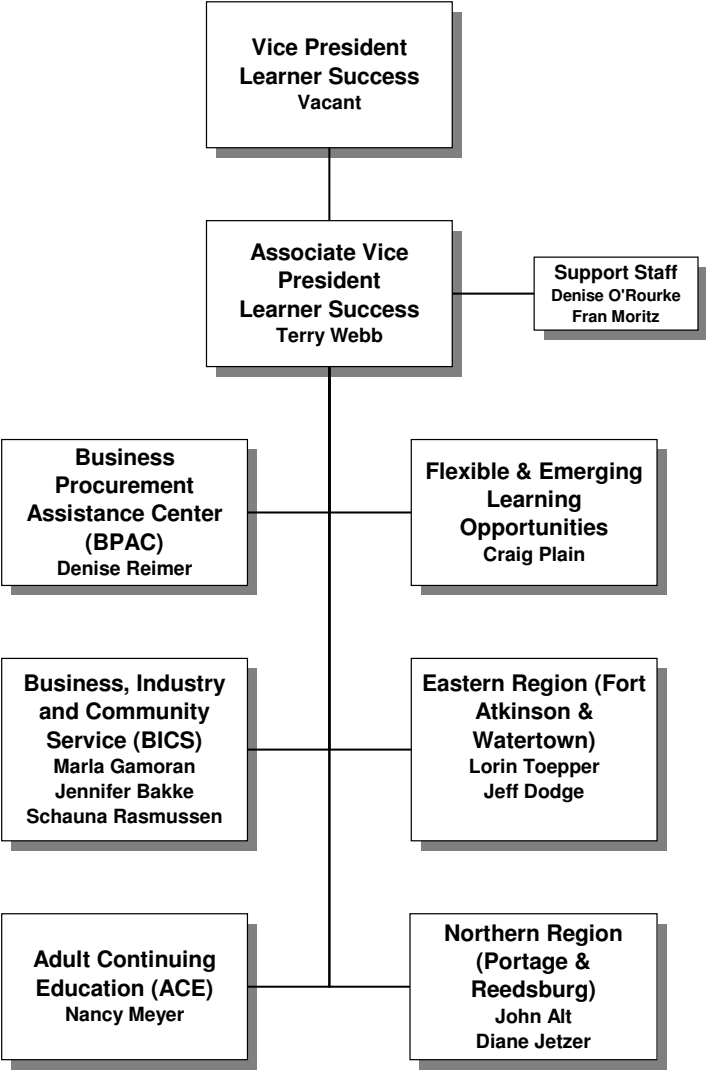 Vice President
Learner Success
Vacant
Associate Vice
President
Learner Success
Terry Webb
Support Staff
Denise O'Rourke
Fran Moritz
Business
Procurement
Assistance Center
(BPAC)
Denise Reimer
Flexible & Emerging
Learning
Opportunities
Craig Plain
Business, Industry
and Community
Service (BICS)
Marla Gamoran
Jennifer Bakke
Schauna Rasmussen
Eastern Region (Fort
Atkinson &
Watertown)
Lorin Toepper
Jeff Dodge
Adult Continuing
Education (ACE)
Nancy Meyer
Northern Region
(Portage &
Reedsburg)
John Alt
Diane Jetzer